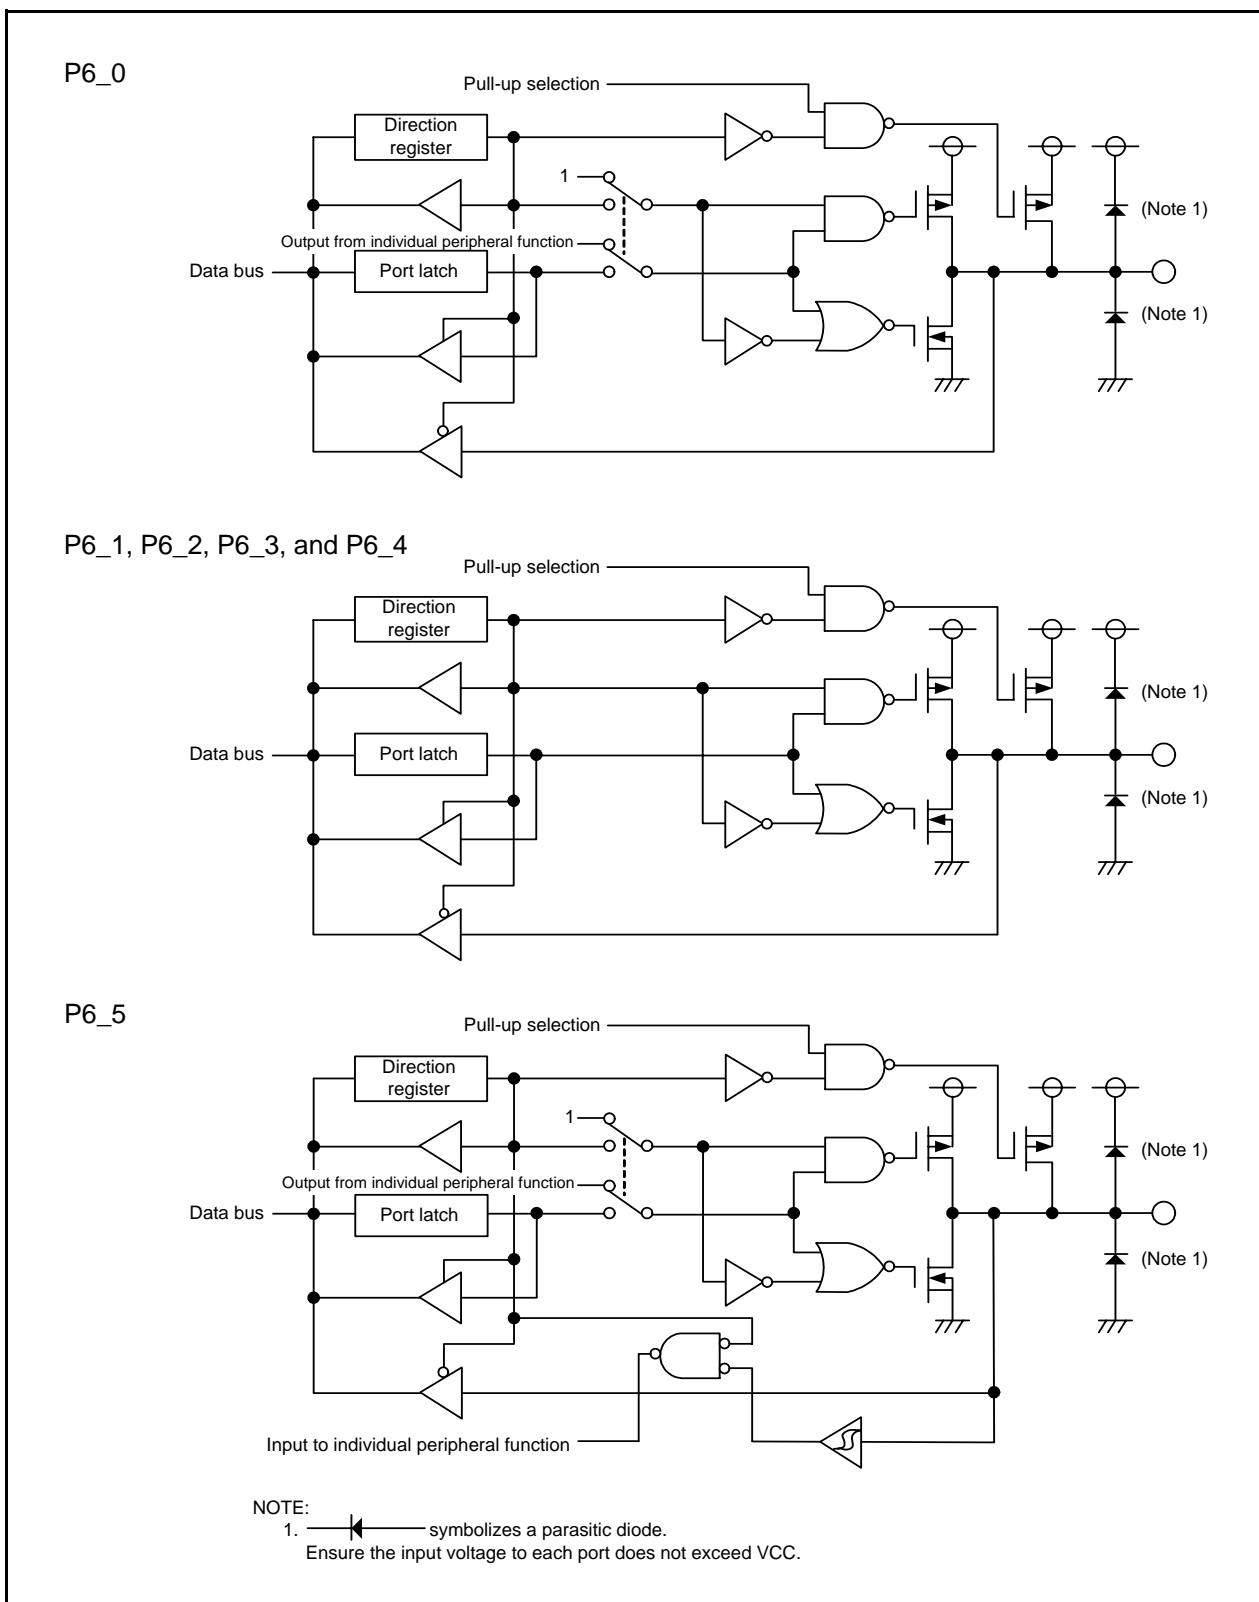 P6_0
Pull-up selection
Direction
register
1
(Note 1)
Output from individual peripheral function
Data bus
Port latch
(Note 1)
P6_1, P6_2, P6_3, and P6_4
Pull-up selection
Direction
register
(Note 1)
Data bus
Port latch
(Note 1)
P6_5
Pull-up selection
Direction
register
1
(Note 1)
Output from individual peripheral function
Data bus
Port latch
(Note 1)
Input to individual peripheral function
NOTE:
1. symbolizes a parasitic diode.
Ensure the input voltage to each port does not exceed VCC.